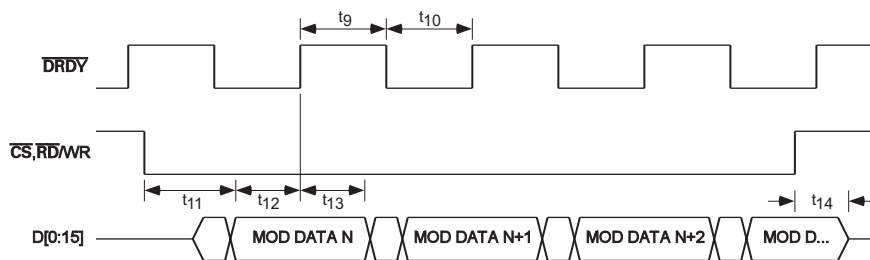 t9 t10
DRDY
CS,RD/WR
t11 t12 t13 t14
D[0:15] MOD DATA N MOD DATA N+1 MOD DATA N+2 MOD D...